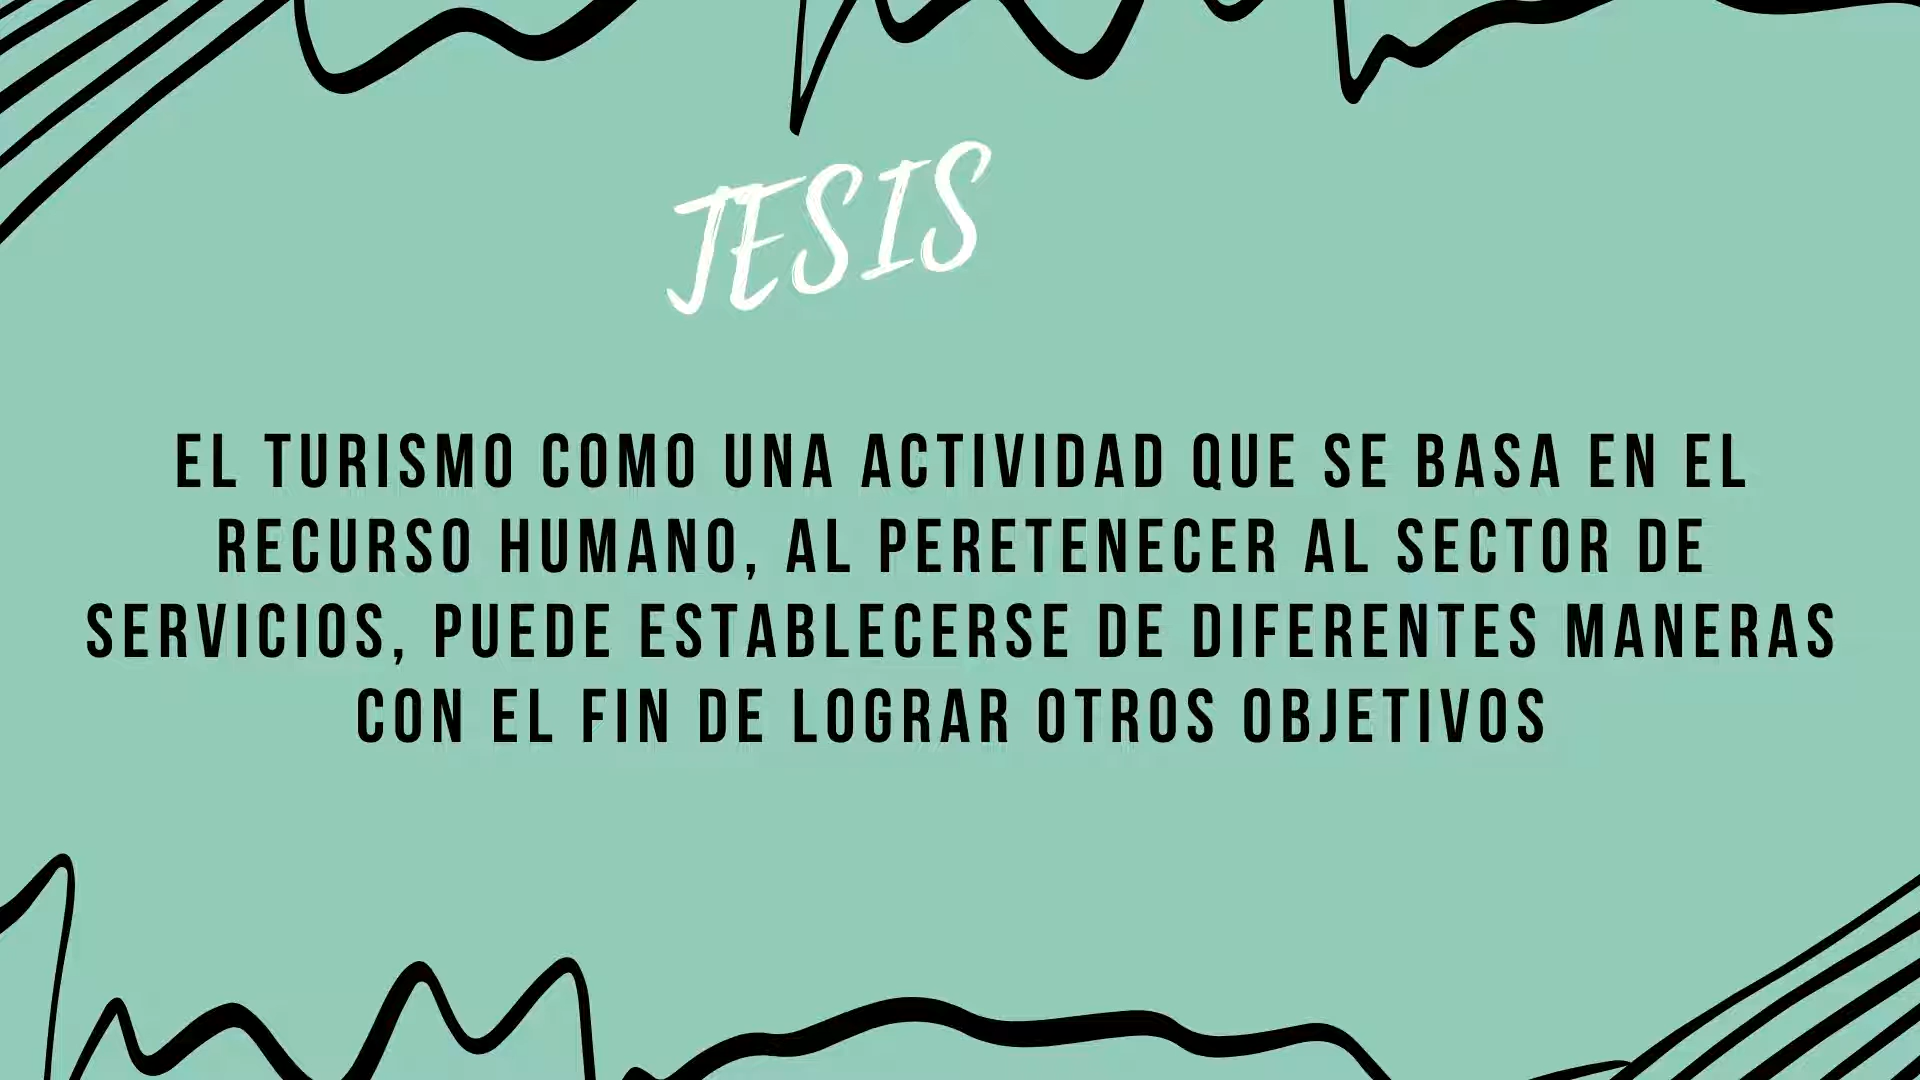 TESIS
EL TURISMO COMO UNA ACTIVIDAD QUE SE BASA EN EL
RECURSO HUMANO, AL PERETENECER AL SECTOR DE
SERVICIOS, PUEDE ESTABLECERSE DE DIFERENTES MANERAS
CON EL FIN DE LOGRAR OTROS OBJETIVOS